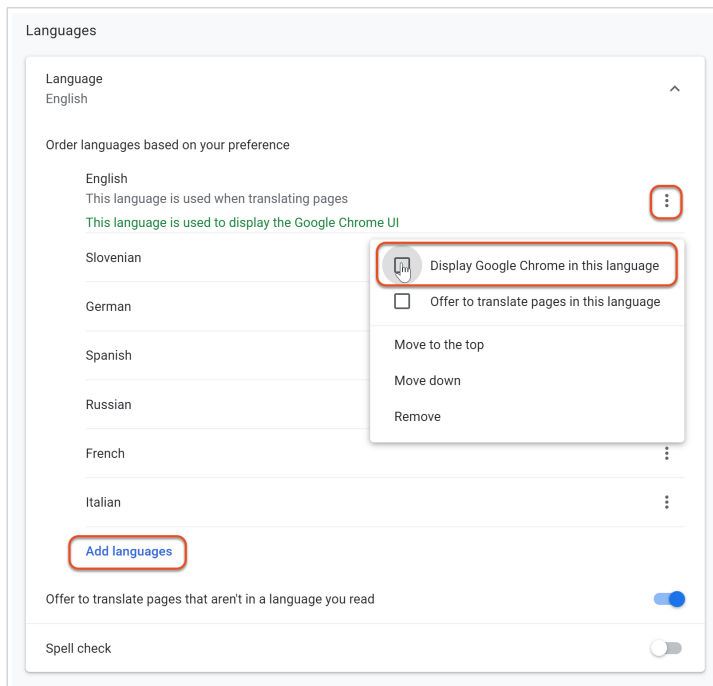 Languages
Language
English
Order languages based on your preference
English
This language is used when translating pages
This language is used to display the Google Chrome UI
Slovenian
Display Google Chrome in this language
German
Offer to translate pages in this language
Spanish
Move to the top
Move down
Russian
Remove
French
Italian
Add languages
Offer to translate pages that aren't in a language you read
Spell check